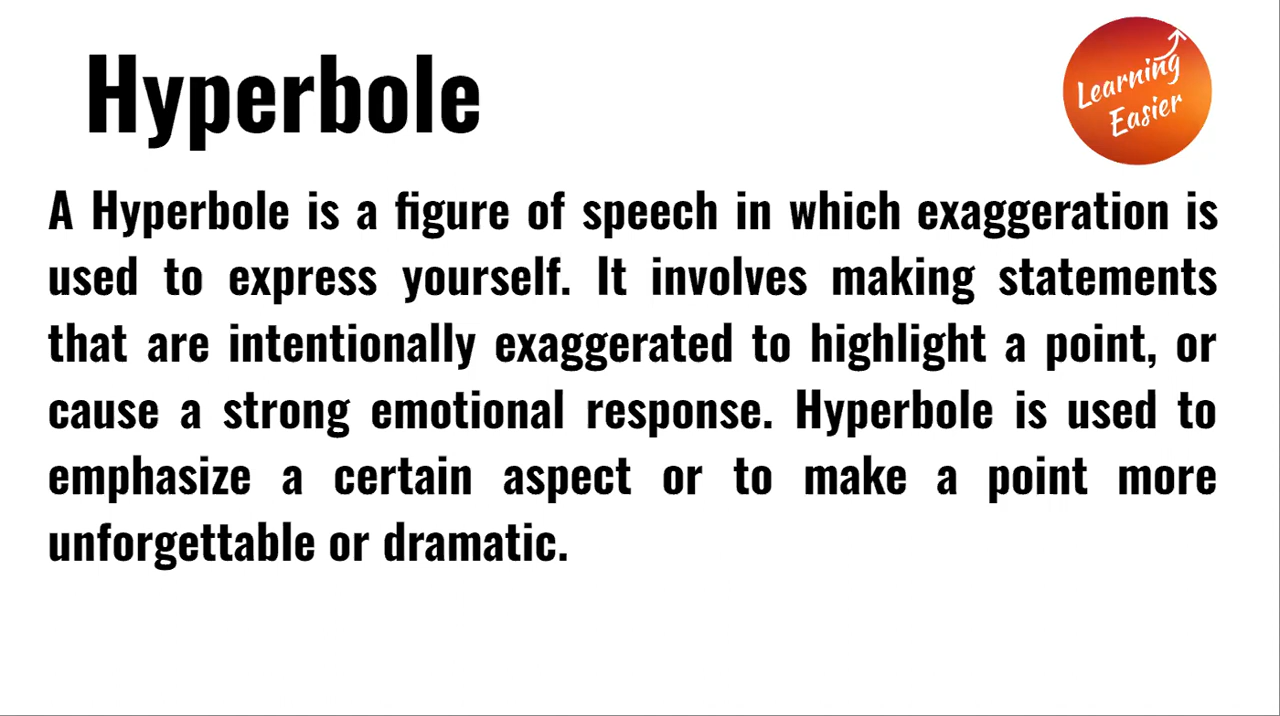 Hyperbole
Learning
Easier
A Hyperbole is a figure of speech in which exaggeration is
used to express yourself. It involves making statements
that are intentionally exaggerated to highlight a point, or
cause a strong emotional response. Hyperbole is used to
emphasize a certain aspect or to make a point more
unforgettable or dramatic.